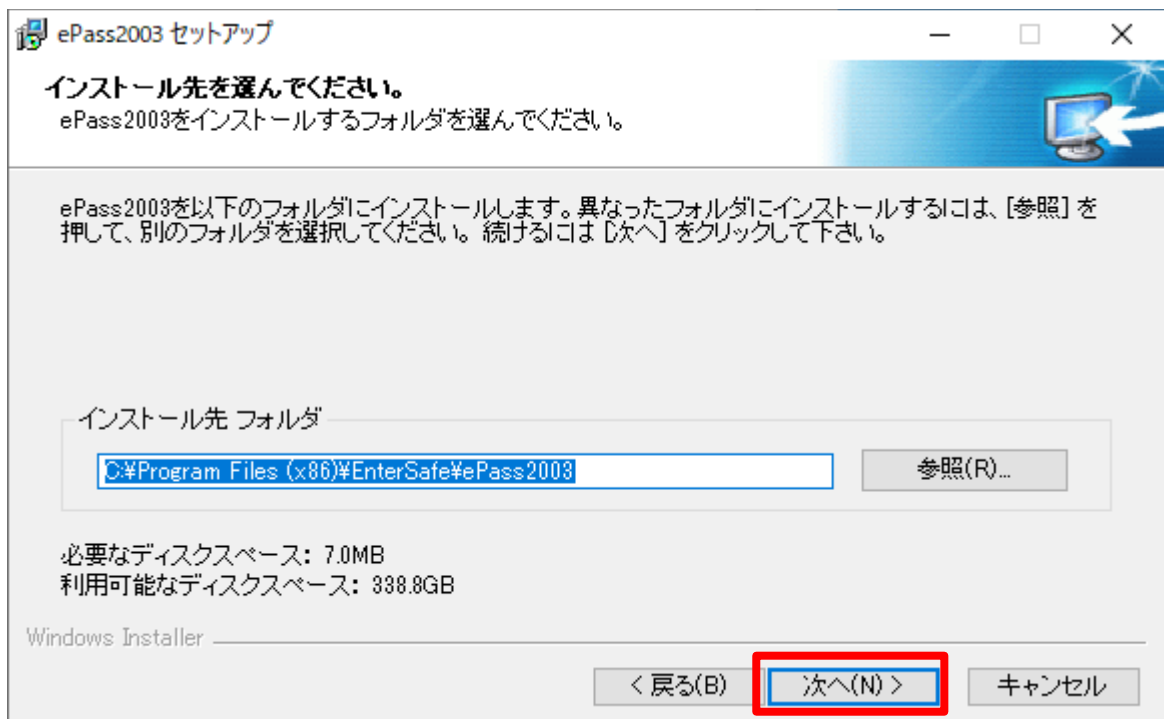 ePass2003 セットアップ
インストール先を選んでください。
ePass2003をインストールするフォルダを選んでください。
ePass2003を以下のフォルダにインストールします。異なったフォルダにインストールするには、[参照] を
押して、別のフォルダを選択してください。 続けるには [次へ] をクリックして下さい。
インストール先 フォルダ
C:¥Program Files (x86)¥EnterSafe¥ePass2003
参照(R)...
必要なディスクスペース: 7.0MB
利用可能なディスクスペース: 338.8GB
Windows Installer
< 戻る(B)
次へ(N) >
キャンセル